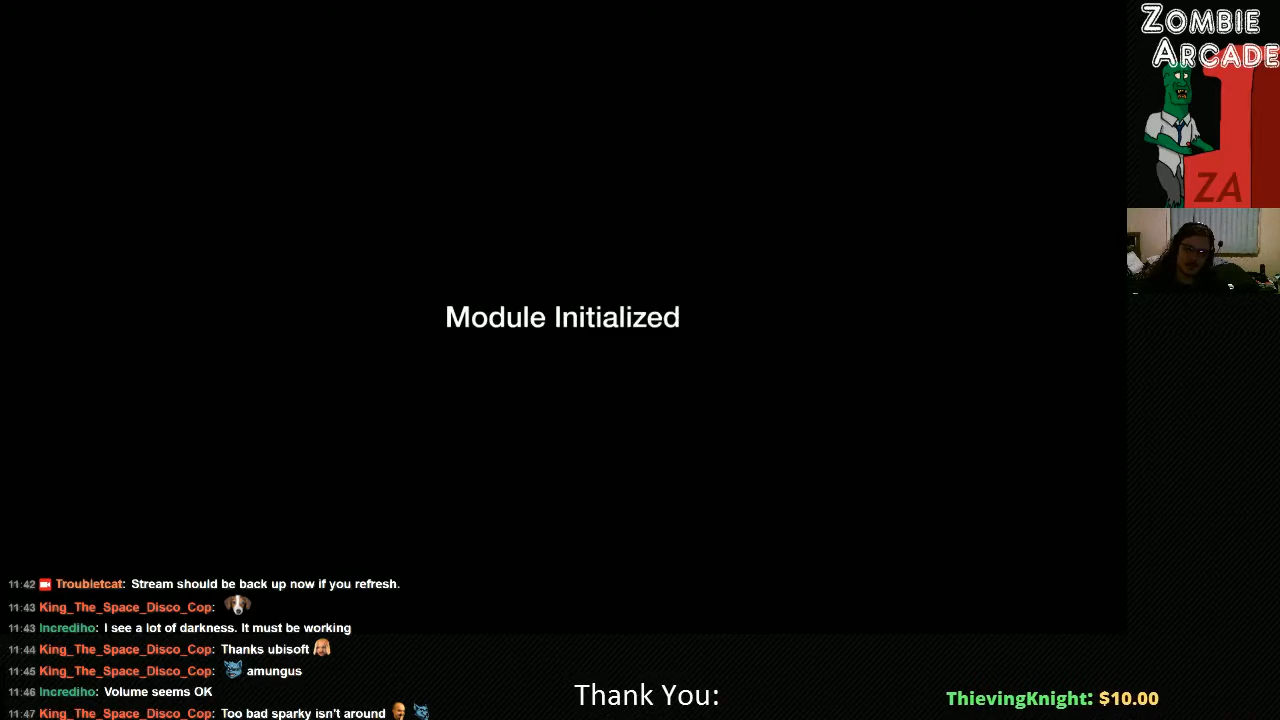 ZOMBIE
ARCADE
ZA
Module Initialized
11:42 Troubletcat: Stream should be back up now if you refresh.
11:43 King_The_Space_Disco_Cop:
11:43 Incrediho: I see a lot of darkness. It must be working
11:44 King_The_Space_Disco_Cop: Thanks ubisoft
11:45 King_The_Space_Disco_Cop: amungus
11:46 Incrediho: Volume seems OK
11:47 King_The_Space_Disco_Cop: Too bad sparky isn't around
Thank You:
ThievingKnight: $10.00